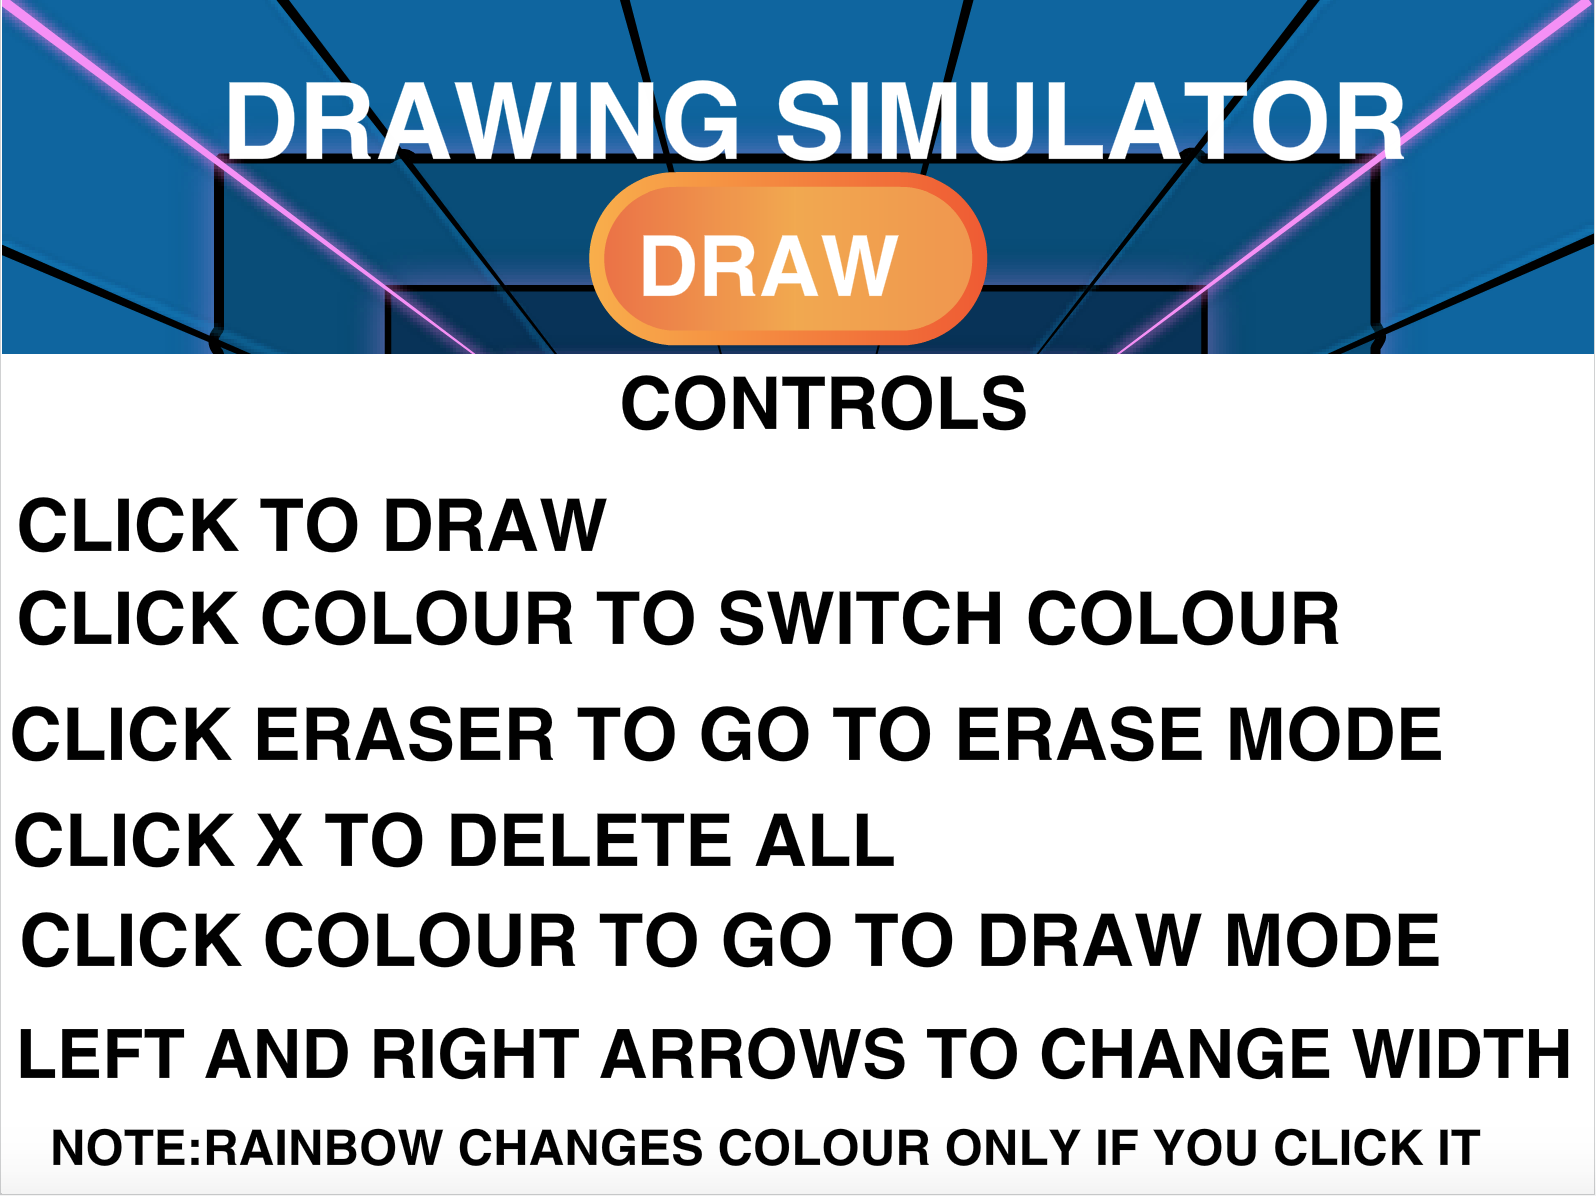 DRAWING SIMULATOR
DRAW
CONTROLS
CLICK TO DRAW
CLICK COLOUR TO SWITCH COLOUR
CLICK ERASER TO GO TO ERASE MODE
CLICK X TO DELETE ALL
CLICK COLOUR TO GO TO DRAW MODE
LEFT AND RIGHT ARROWS TO CHANGE WIDTH
NOTE:RAINBOW CHANGES COLOUR ONLY IF YOU CLICK IT